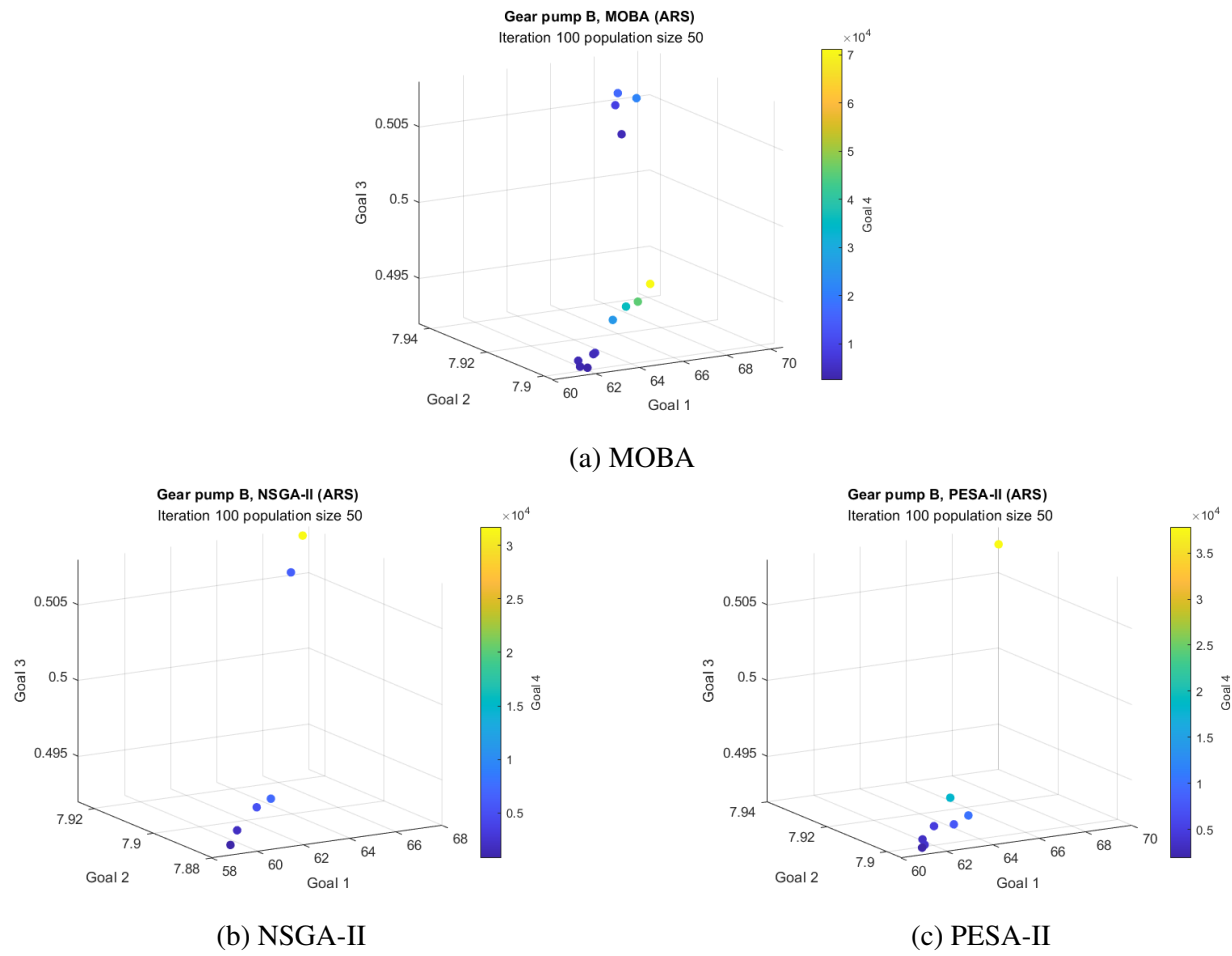 Gear pump B, MOBA (ARS)
Iteration 100 population size 50
×10⁴
7
6
5
4
3
2
1
Goal 4
0.505
0.5
0.495
Goal 3
7.94
7.92
7.9
Goal 2
60
62
64
66
68
70
Goal 1
(a) MOBA
Gear pump B, NSGA-II (ARS)
Iteration 100 population size 50
×10⁴
3
2.5
2
1.5
1
0.5
Goal 4
0.505
0.5
0.495
Goal 3
7.92
7.9
7.88
Goal 2
58
60
62
64
66
68
Goal 1
(b) NSGA-II
Gear pump B, PESA-II (ARS)
Iteration 100 population size 50
×10⁴
3.5
3
2.5
2
1.5
1
0.5
Goal 4
0.505
0.5
0.495
Goal 3
7.94
7.92
7.9
Goal 2
60
62
64
66
68
70
Goal 1
(c) PESA-II